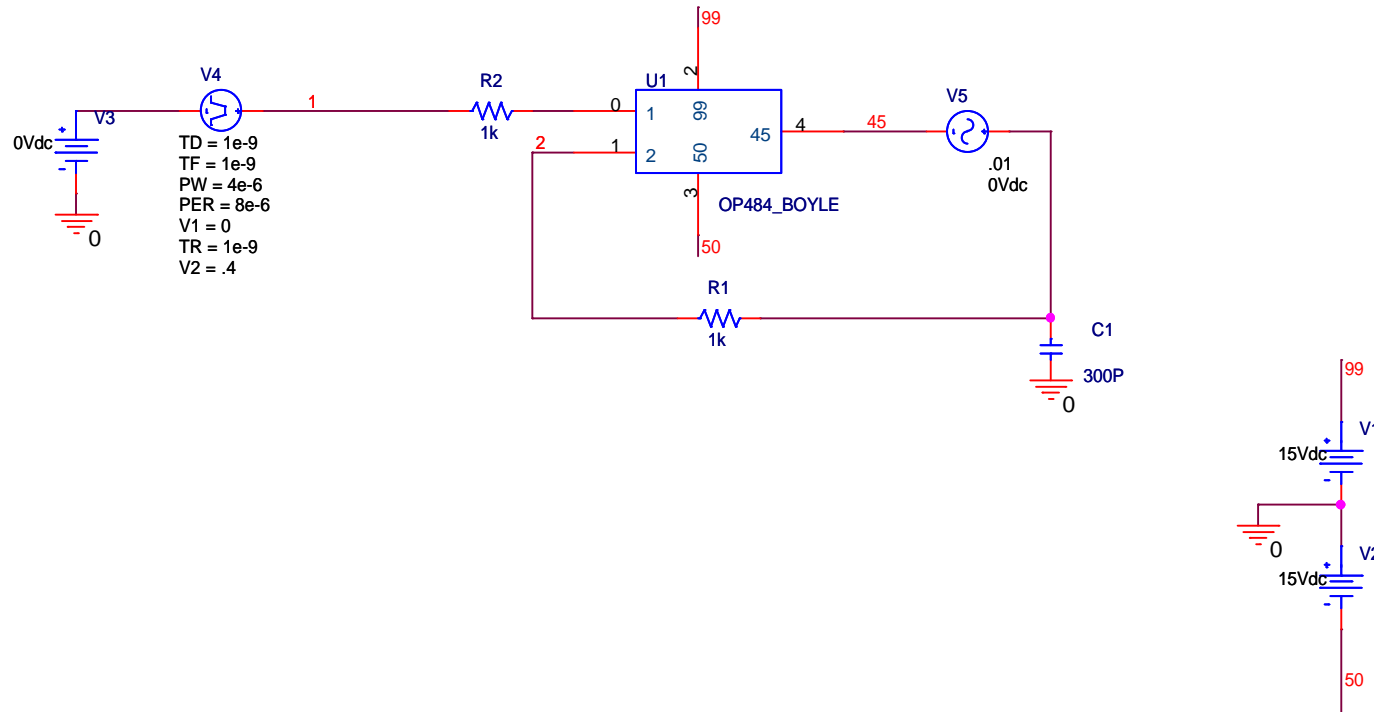 99
V4
R2
U1
2
V5
V3
1
0
1
99
45
4
45
0Vdc
1k
TD = 1e-9
2
1
2
50
.01
TF = 1e-9
0Vdc
PW = 4e-6
3
PER = 8e-6
OP484_BOYLE
V1 = 0
0
TR = 1e-9
50
V2 = .4
R1
1k
C1
300P
0
99
V1
15Vdc
0
V2
15Vdc
50